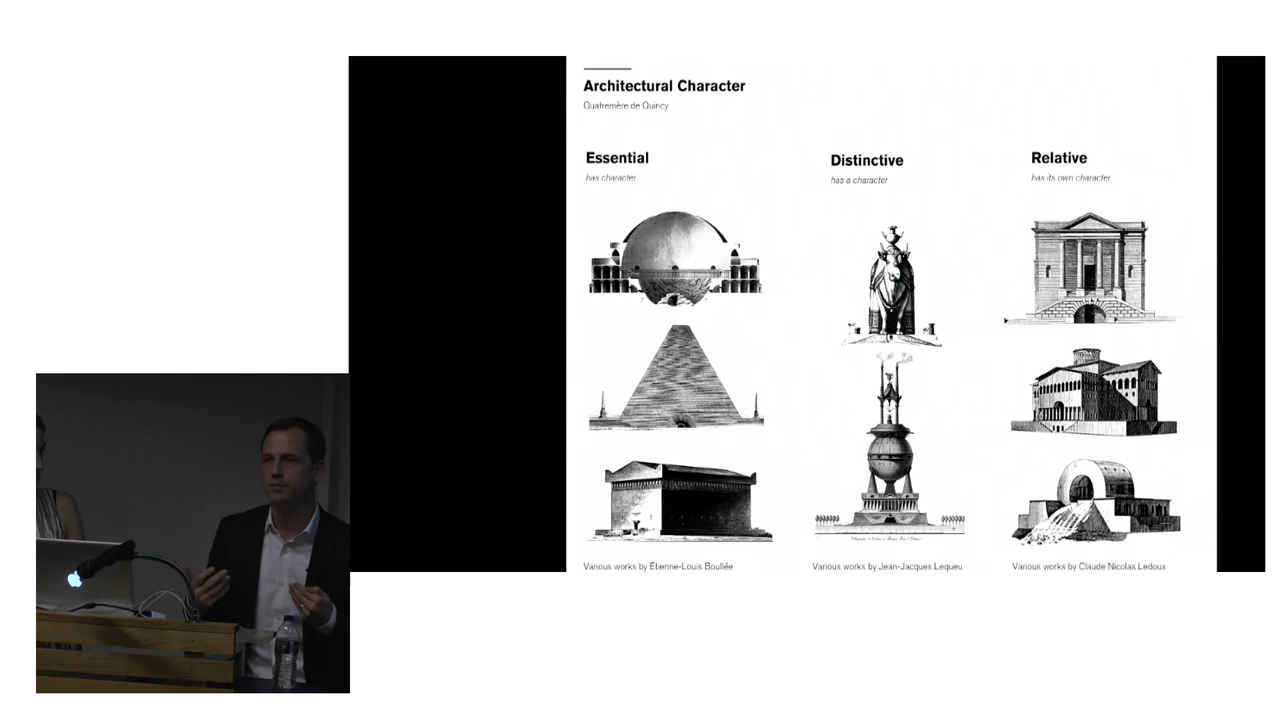 Architectural Character
Quatremère de Quincy
Essential
has character
Distinctive
has a character
Relative
has its own character
Various works by Étienne-Louis Boullée
Various works by Jean-Jacques Lequeu
Various works by Claude Nicolas Ledoux